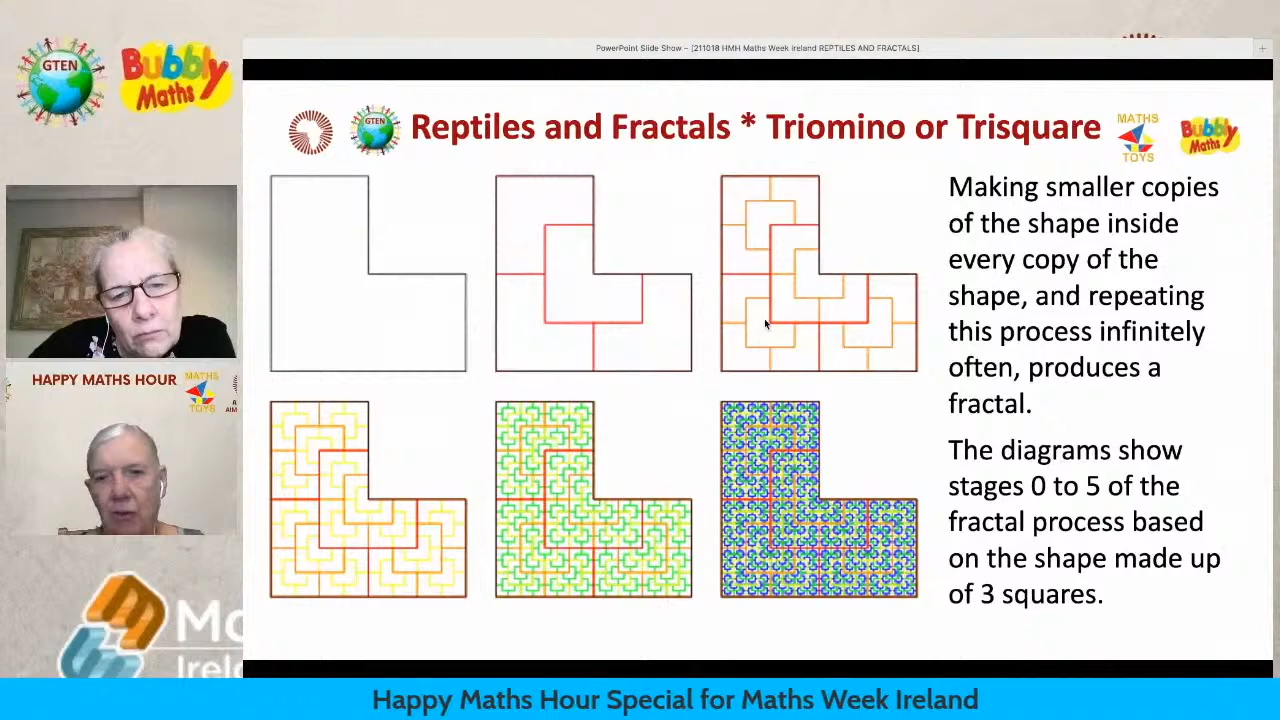 PowerPoint Slide Show – [211018 HMH Maths Week Ireland REPTILES AND FRACTALS]
GTEN
Bubbly
Maths
GTEN
Reptiles and Fractals * Triomino or Trisquare
MATHS
TOYS
Bubbly
Maths
Making smaller copies
of the shape inside
every copy of the
shape, and repeating
this process infinitely
often, produces a
fractal.
The diagrams show
stages 0 to 5 of the
fractal process based
on the shape made up
of 3 squares.
HAPPY MATHS HOUR
MATHS
TOYS
A
AIM
Ma
Irel
Happy Maths Hour Special for Maths Week Ireland